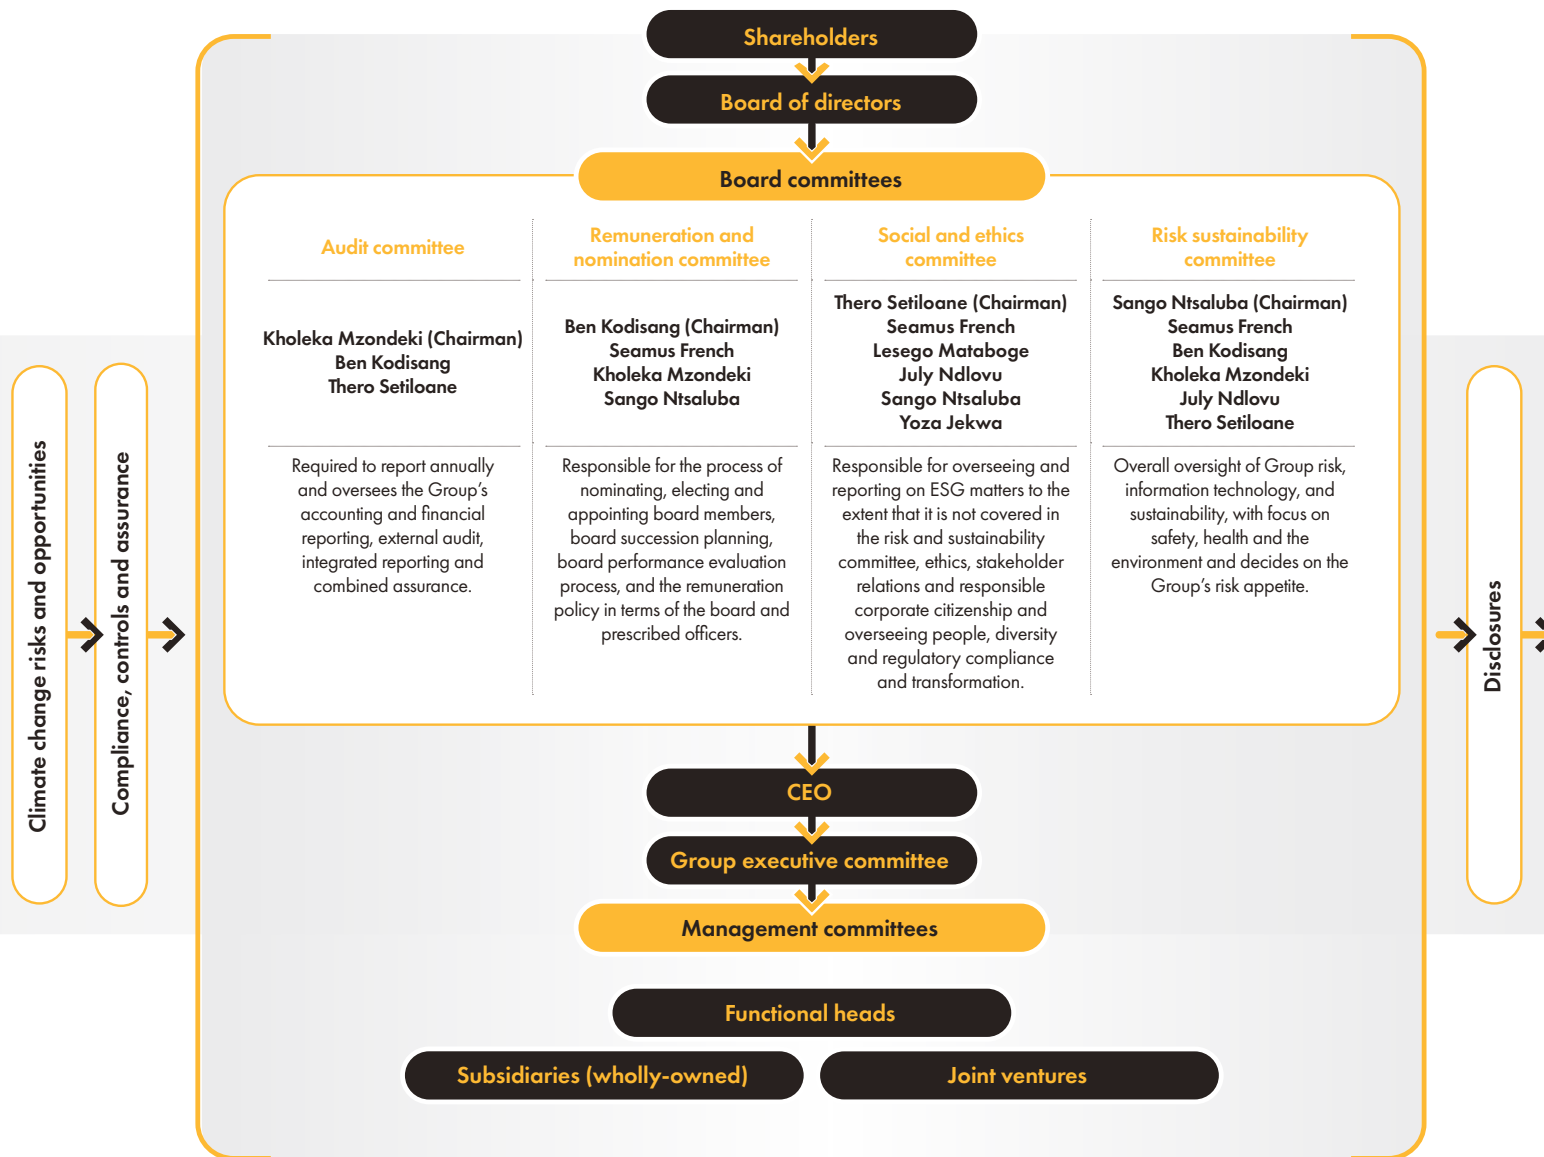 Shareholders
Board of directors
Board committees
Audit committee
Kholeka Mzondeki (Chairman)
Ben Kodisang
Thero Setiloane
Required to report annually
and oversees the Group's
accounting and financial
reporting, external audit,
integrated reporting and
combined assurance.
Remuneration and
nomination committee
Ben Kodisang (Chairman)
Seamus French
Kholeka Mzondeki
Sango Ntsaluba
Responsible for the process of
nominating, electing and
appointing board members,
board succession planning,
board performance evaluation
process, and the remuneration
policy in terms of the board and
prescribed officers.
Social and ethics
committee
Thero Setiloane (Chairman)
Seamus French
Lesego Mataboge
July Ndlovu
Sango Ntsaluba
Yoza Jekwa
Responsible for overseeing and
reporting on ESG matters to the
extent that it is not covered in
the risk and sustainability
committee, ethics, stakeholder
relations and responsible
corporate citizenship and
overseeing people, diversity
and regulatory compliance
and transformation.
Risk sustainability
committee
Sango Ntsaluba (Chairman)
Seamus French
Ben Kodisang
Kholeka Mzondeki
July Ndlovu
Thero Setiloane
Overall oversight of Group risk,
information technology, and
sustainability, with focus on
safety, health and the
environment and decides on the
Group's risk appetite.
Climate change risks and opportunities
Compliance, controls and assurance
Disclosures
CEO
Group executive committee
Management committees
Functional heads
Subsidiaries (wholly-owned)
Joint ventures